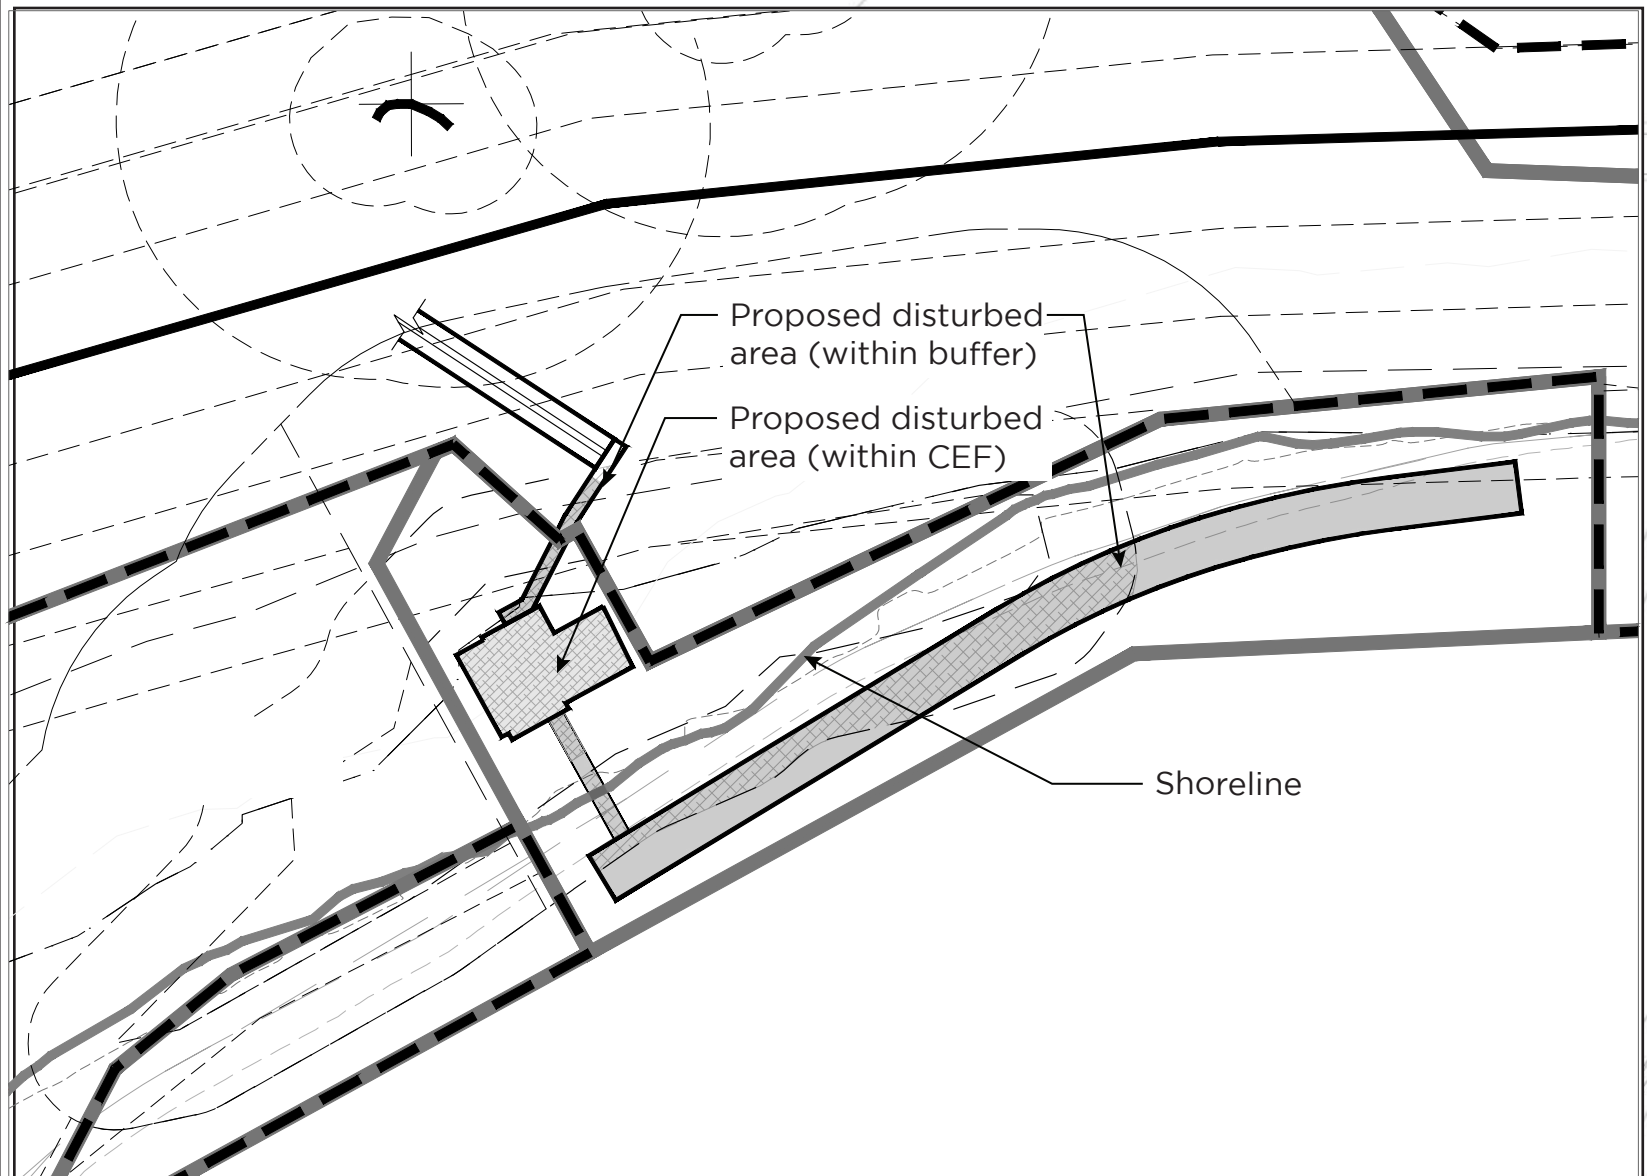 Proposed disturbed
area (within buffer)
Proposed disturbed
area (within CEF)
Shoreline